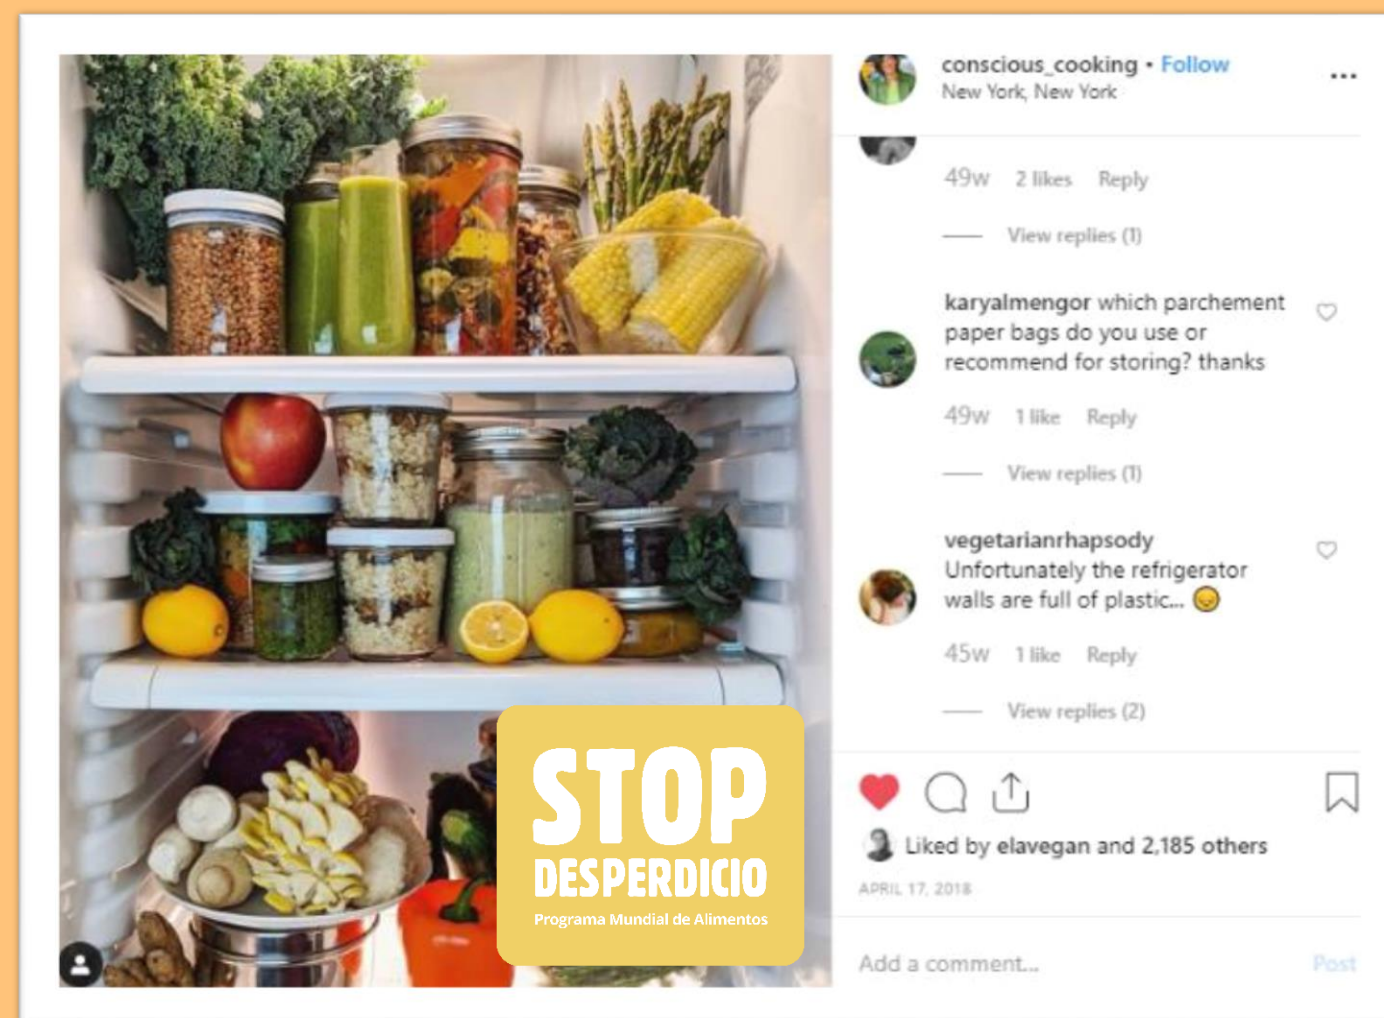 conscious_cooking • Follow
New York, New York
49w 2 likes Reply
View replies (1)
karyalmengor which parchement
paper bags do you use or
recommend for storing? thanks
49w 1 like Reply
View replies (1)
vegetarianrhapsody
Unfortunately the refrigerator
walls are full of plastic... 😔
45w 1 like Reply
View replies (2)
Liked by elavegan and 2,185 others
APRIL 17, 2018
Add a comment... Post
STOP
DESPERDICIO
Programa Mundial de Alimentos